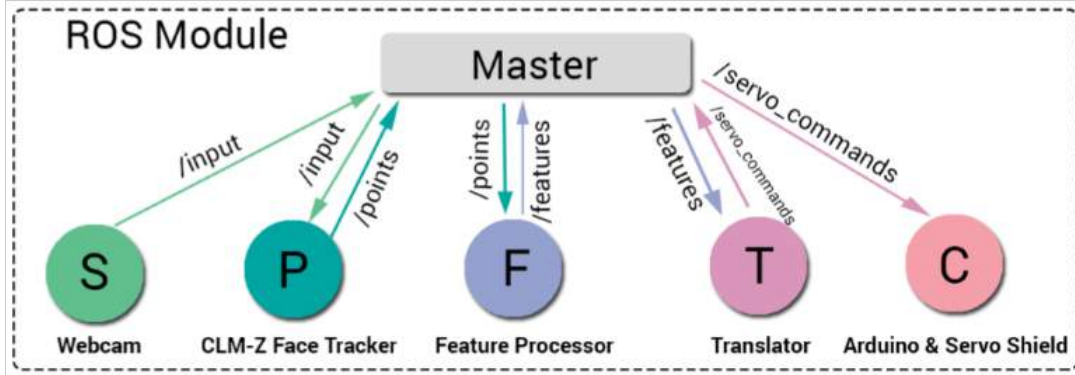 ROS Module
Master
/input
/input
/points
/points
/features
/features
/servo_commands
/servo_commands
S
P
F
T
C
Webcam
CLM-Z Face Tracker
Feature Processor
Translator
Arduino & Servo Shield